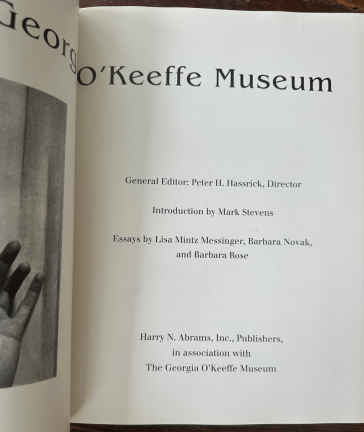 Georg
O'Keeffe Museum
General Editor: Peter H. Hassrick, Director
Introduction by Mark Stevens
Essays by Lisa Mintz Messinger, Barbara Novak,
and Barbara Rose
Harry N. Abrams, Inc., Publishers,
in association with
The Georgia O'Keeffe Museum